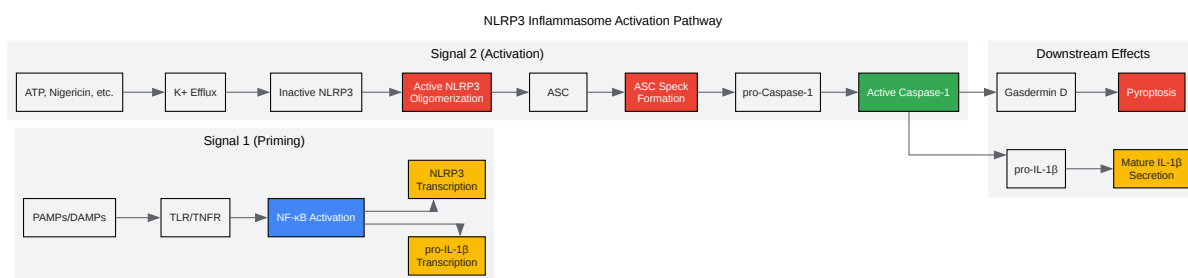 NLRP3 Inflammasome Activation Pathway
Signal 2 (Activation)
ATP, Nigericin, etc.
K+ Efflux
Inactive NLRP3
Active NLRP3
Oligomerization
ASC
ASC Speck
Formation
pro-Caspase-1
Active Caspase-1
Downstream Effects
Gasdermin D
Pyroptosis
pro-IL-1β
Mature IL-1β
Secretion
Signal 1 (Priming)
PAMPs/DAMPs
TLR/TNFR
NF-κB Activation
NLRP3
Transcription
pro-IL-1β
Transcription